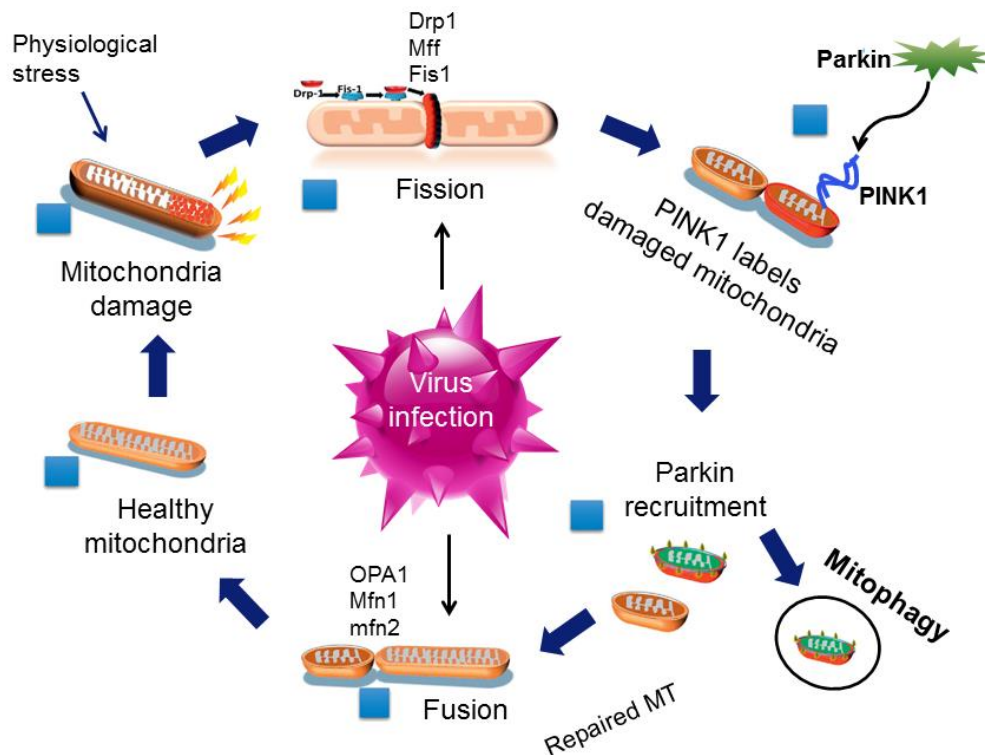 Physiological
stress
Drp1
Mff
Fis1
Parkin
Drp-1
Fis-1
Fission
PINK1
PINK1 labels
damaged mitochondria
Mitochondria
damage
Virus
infection
Healthy
mitochondria
Parkin
recruitment
Mitophagy
OPA1
Mfn1
mfn2
Fusion
Repaired MT